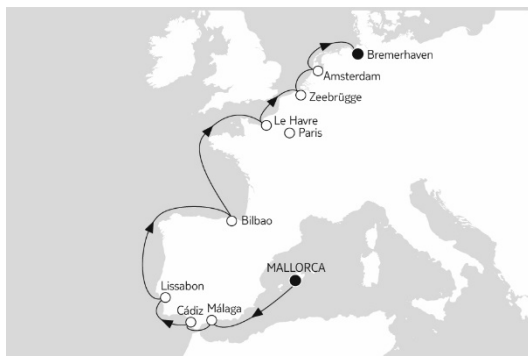 Bremerhaven
Amsterdam
Zeebrügge
Le Havre
Paris
Bilbao
MALLORCA
Lissabon
Cádiz
Málaga